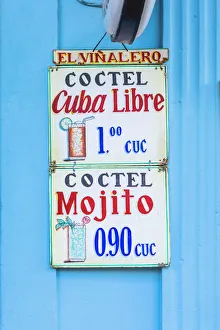 EL VIÑALERO
COCTEL
Cuba Libre
1.00 CUC
COCTEL
Mojito
0.90 CUC